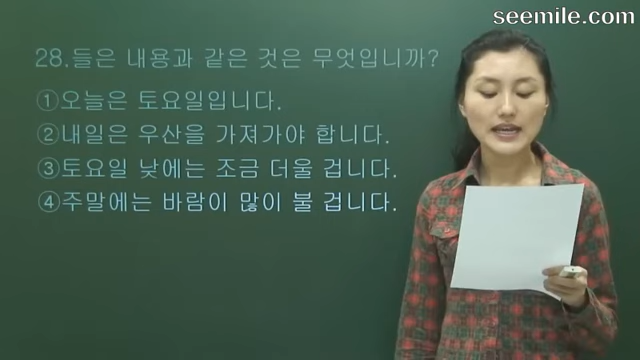 seemile.com
28.들은 내용과 같은 것은 무엇입니까?
①오늘은 토요일입니다.
②내일은 우산을 가져가야 합니다.
③토요일 낮에는 조금 더울 겁니다.
④주말에는 바람이 많이 불 겁니다.